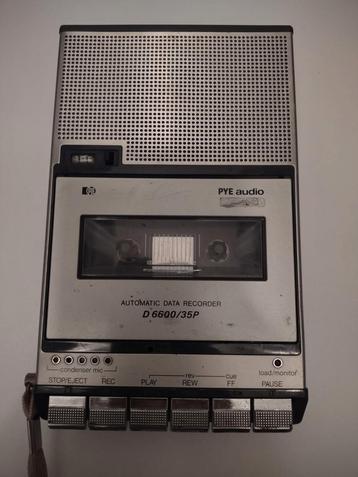 PYE audio
AUTOMATIC DATA RECORDER
D 6600/35P
condenser mic
load/monitor
rev cue
STOP/EJECT REC PLAY REW FF PAUSE